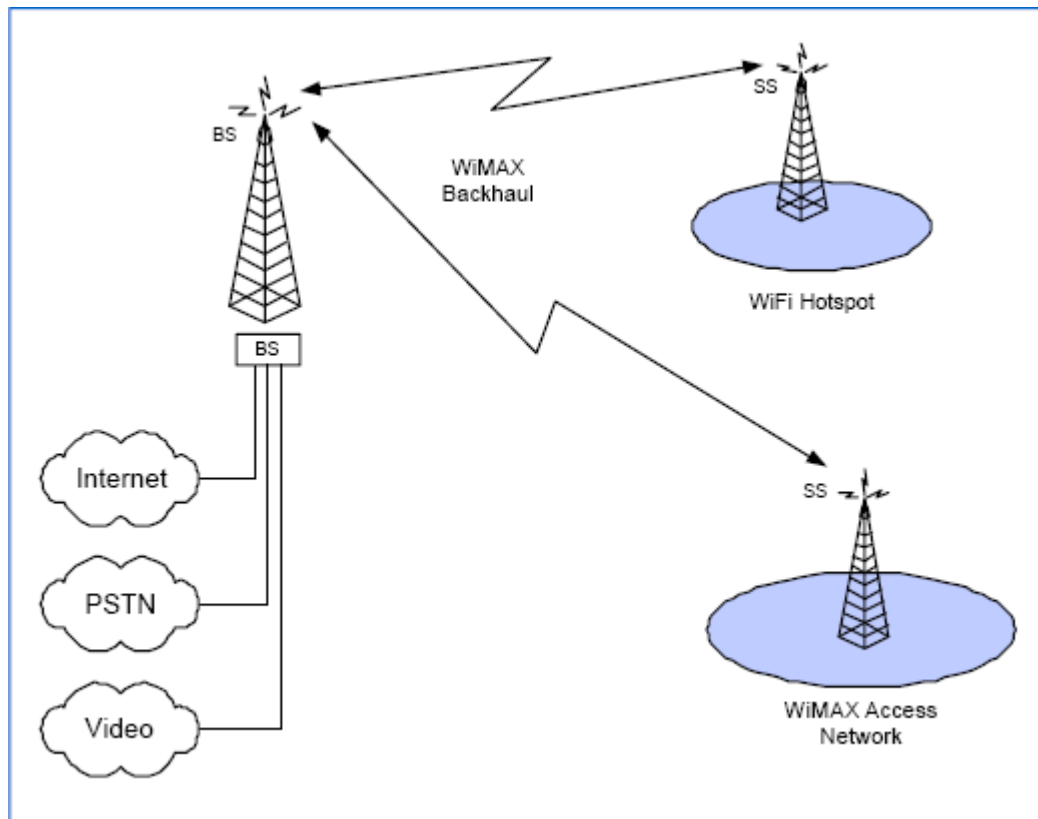 SS
BS
WiMAX
Backhaul
WiFi Hotspot
BS
Internet
SS
PSTN
Video
WiMAX Access
Network